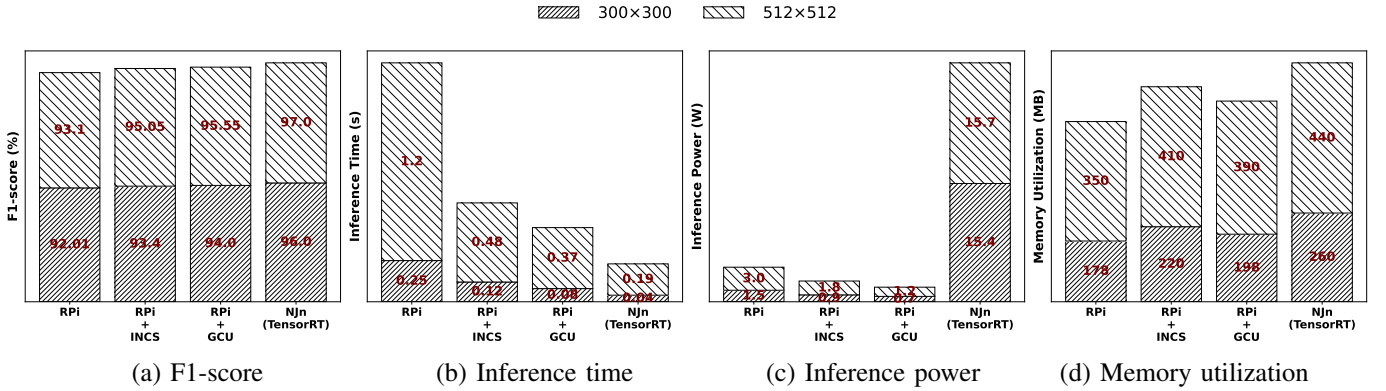 300×300 512×512
F1-score (%)
93.1
95.05
95.55
97.0
92.01
93.4
94.0
96.0
RPi
RPi
+
INCS
RPi
+
GCU
NJn
(TensorRT)
(a) F1-score
Inference Time (s)
1.2
0.48
0.37
0.19
0.25
0.12
0.08
0.04
RPi
RPi
+
INCS
RPi
+
GCU
NJn
(TensorRT)
(b) Inference time
Inference Power (W)
3.0
1.8
1.2
15.7
1.5
0.9
0.7
15.4
RPi
RPi
+
INCS
RPi
+
GCU
NJn
(TensorRT)
(c) Inference power
Memory Utilization (MB)
350
410
390
440
178
220
198
260
RPi
RPi
+
INCS
RPi
+
GCU
NJn
(TensorRT)
(d) Memory utilization